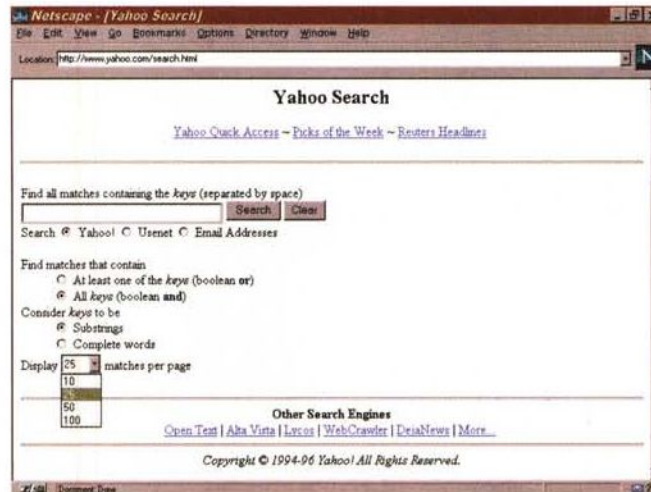 Netscape - [Yahoo Search]
File Edit View Go Bookmarks Options Directory Window Help
Location: http://www.yahoo.com/search.html
N
Yahoo Search
Yahoo Quick Access ~ Picks of the Week ~ Reuters Headlines
Find all matches containing the keys (separated by space)
Search Clear
Search Yahoo! Usenet Email Addresses
Find matches that contain
At least one of the keys (boolean or)
All keys (boolean and)
Consider keys to be
Substrings
Complete words
Display 25 matches per page
10
25
50
100
Other Search Engines
Open Text | Alta Vista | Lycos | WebCrawler | DejaNews | More...
Copyright © 1994-96 Yahoo! All Rights Reserved.
Document: Done